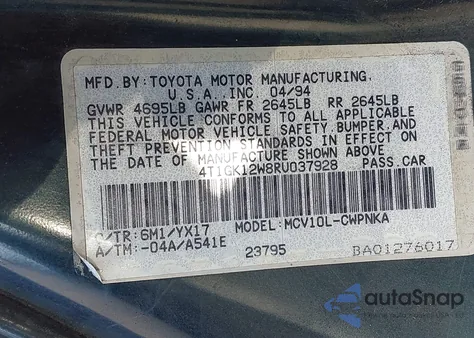 MFD. BY: TOYOTA MOTOR MANUFACTURING,
U.S.A., INC. 04/94
GVWR 4695LB GAWR FR 2645LB RR 2645LB
THIS VEHICLE CONFORMS TO ALL APPLICABLE
FEDERAL MOTOR VEHICLE SAFETY, BUMPER, AND
THEFT PREVENTION STANDARDS IN EFFECT ON
THE DATE OF MANUFACTURE SHOWN ABOVE.
4T1GK12W8RU037928 PASS.CAR
C/TR: 6M1/YX17 MODEL: MCV10L-CWPNKA
A/TM: -04A/A541E 23795 BA01276017
autoSnap